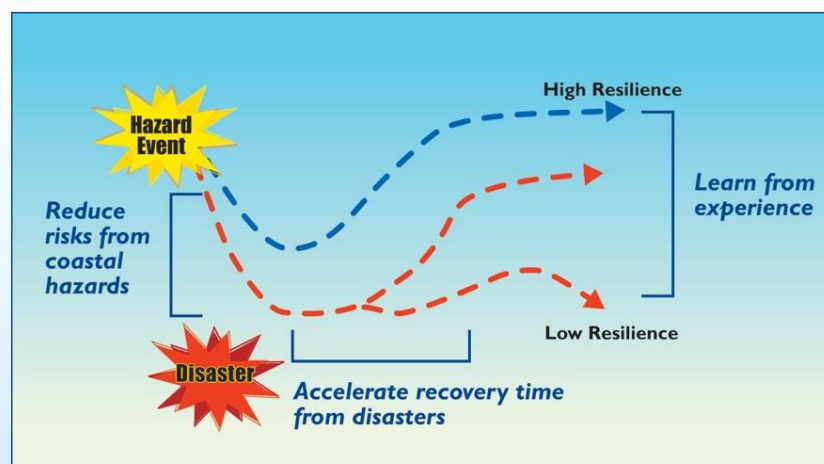 High Resilience
Hazard
Event
Learn from
experience
Reduce
risks from
coastal
hazards
Low Resilience
Disaster
Accelerate recovery time
from disasters